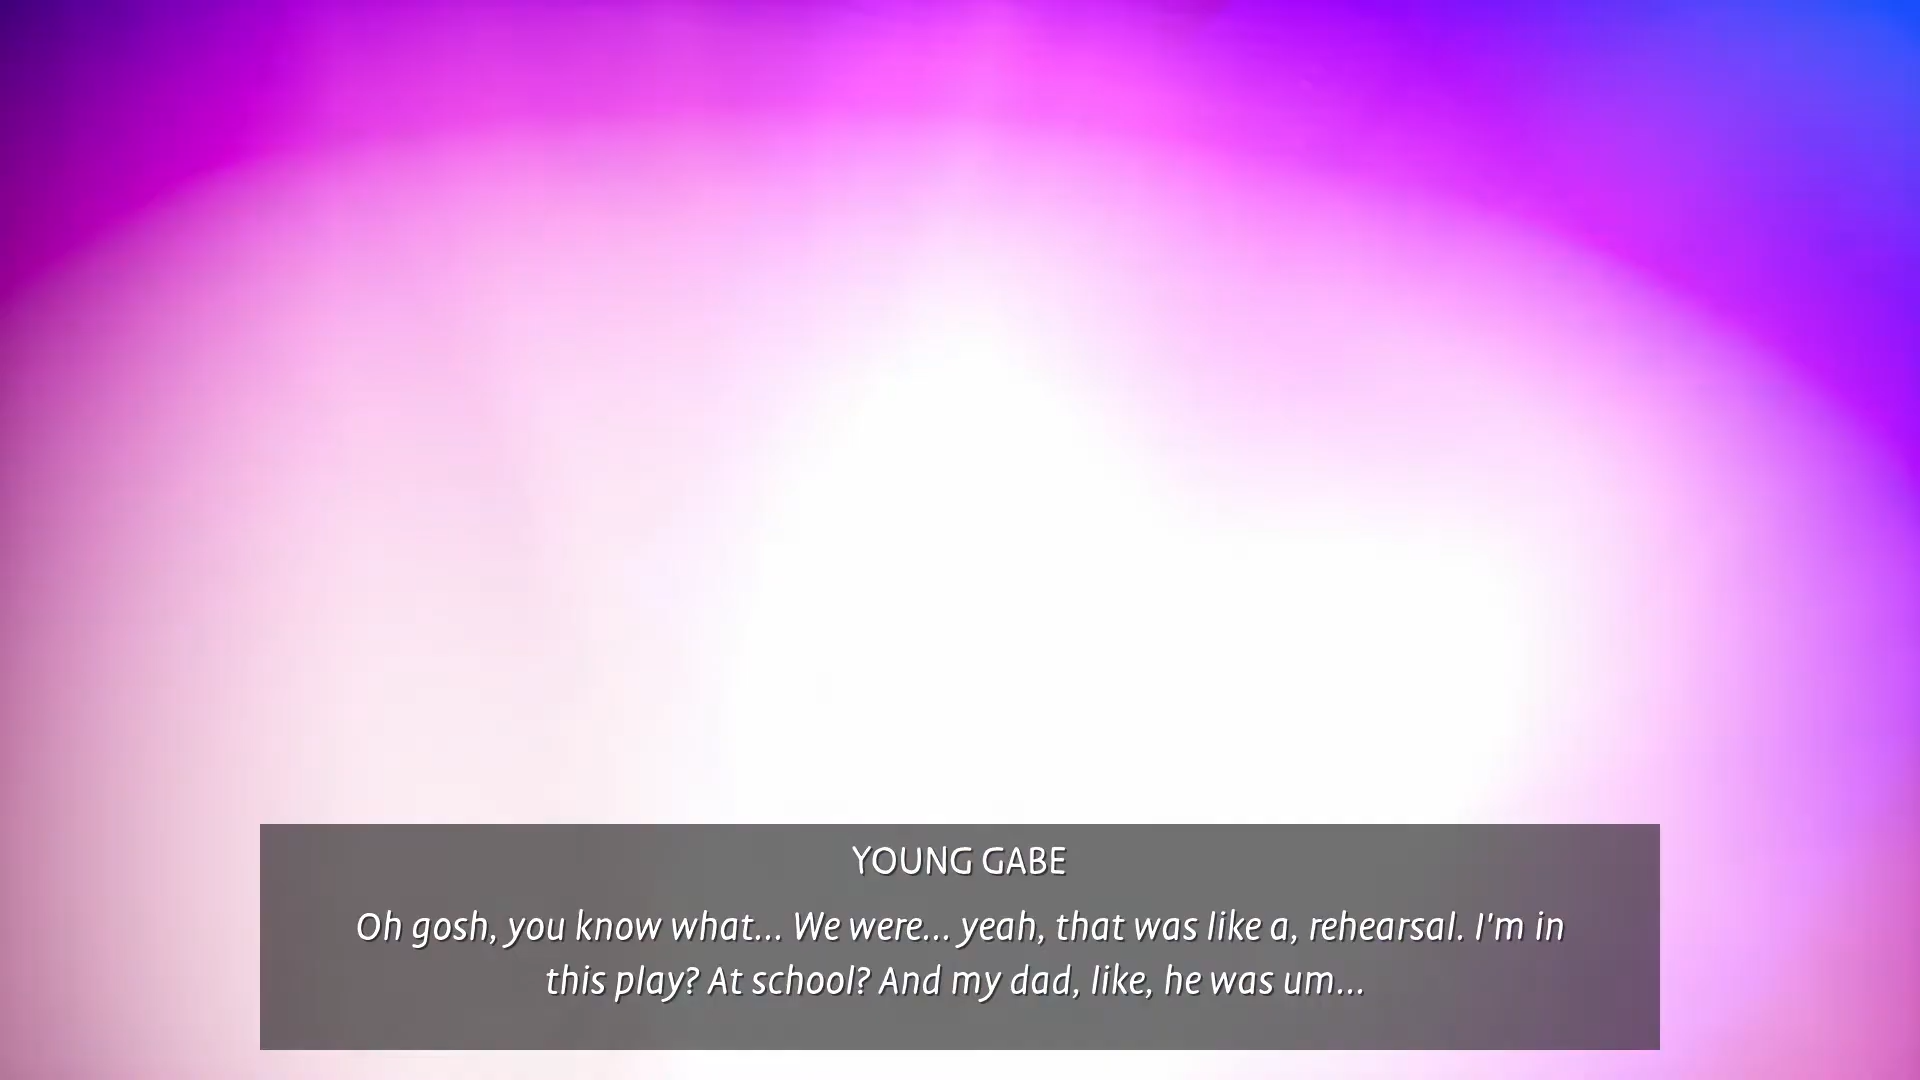 YOUNG GABE
Oh gosh, you know what... We were... yeah, that was like a, rehearsal. I'm in
this play? At school? And my dad, like, he was um...